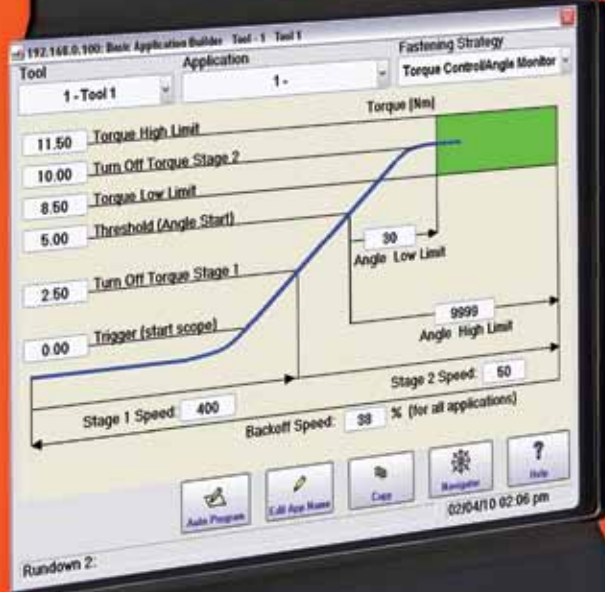 192.168.0.100: Basic Application Builder Tool - 1 Tool 1
Tool
Application
Fastening Strategy
1 - Tool 1
1 -
Torque Control/Angle Monitor
Torque [Nm]
11.50 Torque High Limit
10.00 Turn Off Torque Stage 2
8.50 Torque Low Limit
5.00 Threshold (Angle Start)
30
Angle Low Limit
2.50 Turn Off Torque Stage 1
9999
Angle High Limit
0.00 Trigger (start scope)
Stage 1 Speed: 400
Stage 2 Speed: 50
Backoff Speed: 38 % (for all applications)
Auto Program
Edit App Name
Copy
Navigator
? Help
02/04/10 02:06 pm
Rundown 2: